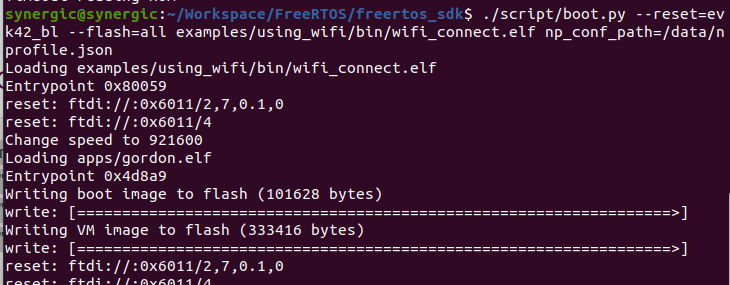 synergic@synergic:~/Workspace/FreeRTOS/freertos_sdk$ ./script/boot.py --reset=ev
k42_bl --flash=all examples/using_wifi/bin/wifi_connect.elf np_conf_path=/data/n
profile.json
Loading examples/using_wifi/bin/wifi_connect.elf
Entrypoint 0x80059
reset: ftdi://:0x6011/2,7,0.1,0
reset: ftdi://:0x6011/4
Change speed to 921600
Loading apps/gordon.elf
Entrypoint 0x4d8a9
Writing boot image to flash (101628 bytes)
write: [==================================================================>]
Writing VM image to flash (333416 bytes)
write: [==================================================================>]
reset: ftdi://:0x6011/2,7,0.1,0
reset: ftdi://:0x6011/4